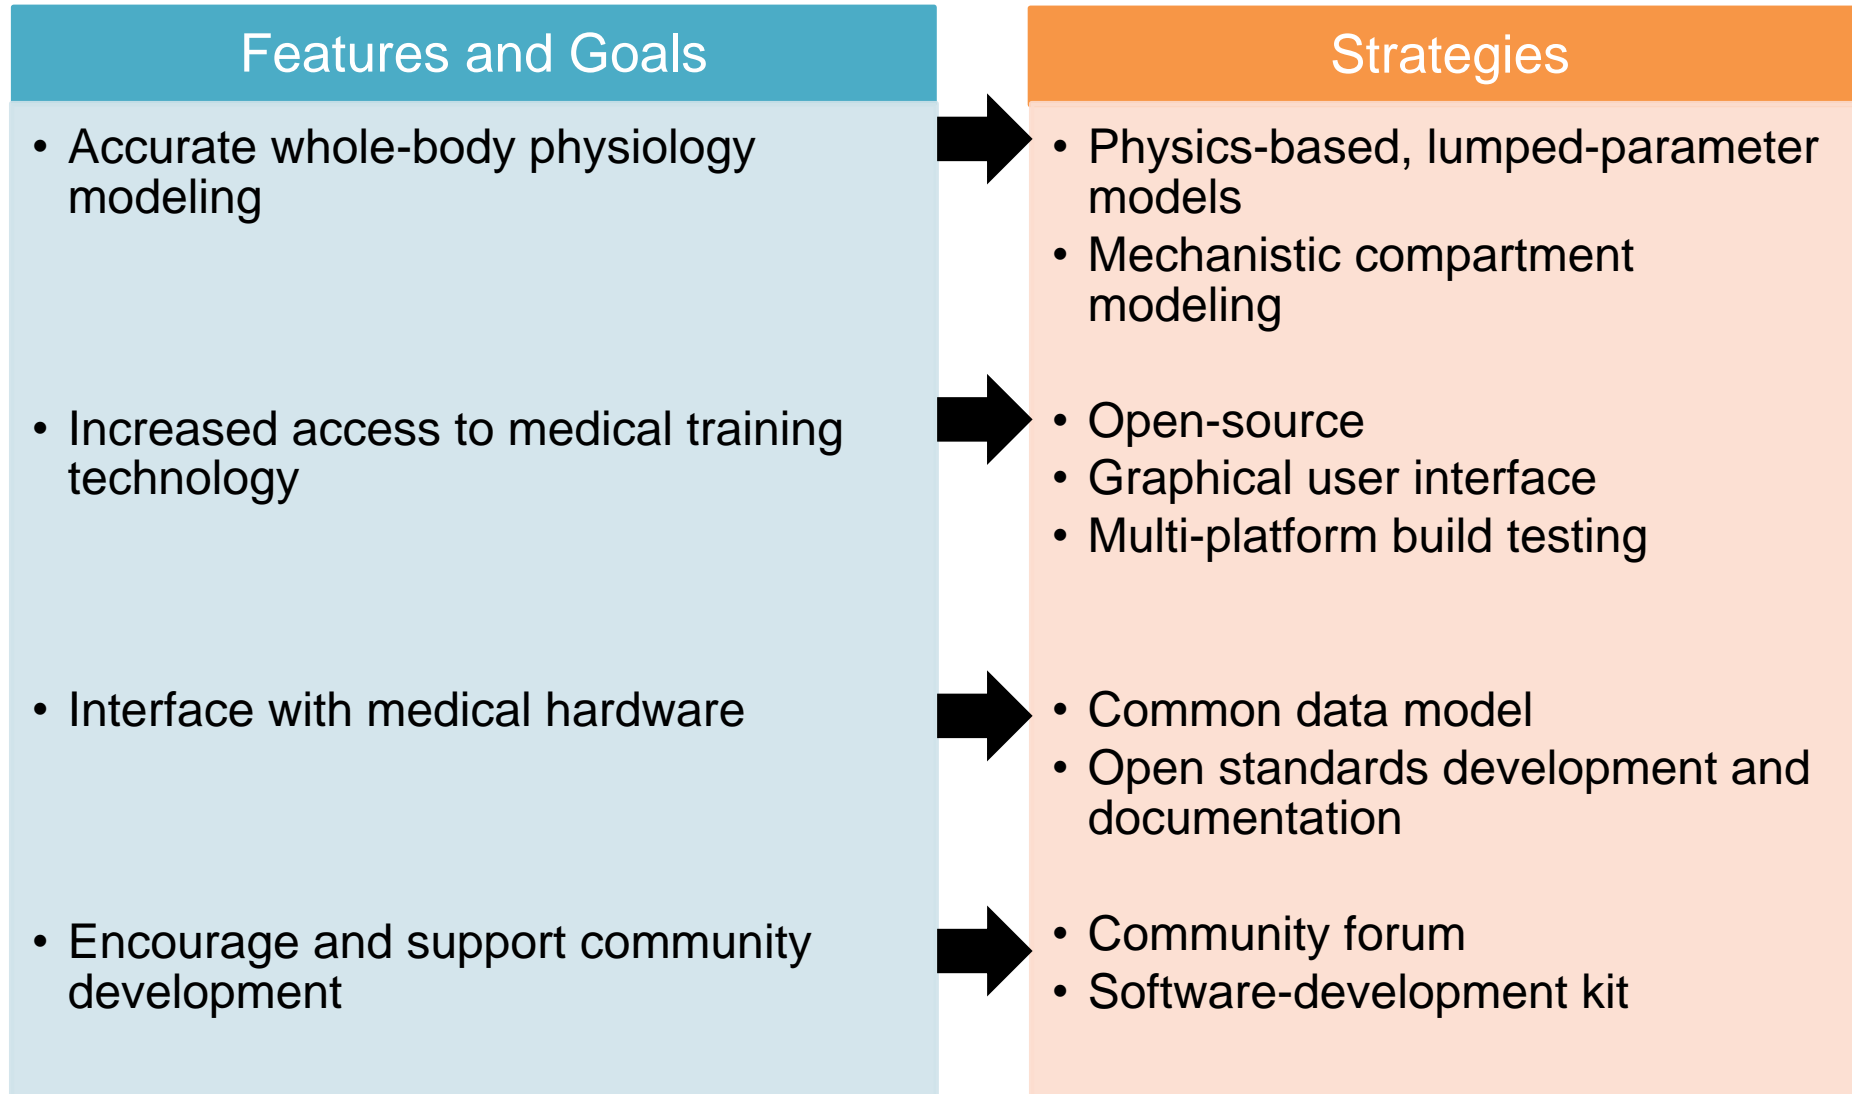 Features and Goals
• Accurate whole-body physiology
modeling
• Increased access to medical training
technology
• Interface with medical hardware
• Encourage and support community
development
Strategies
• Physics-based, lumped-parameter
models
• Mechanistic compartment
modeling
• Open-source
• Graphical user interface
• Multi-platform build testing
• Common data model
• Open standards development and
documentation
• Community forum
• Software-development kit